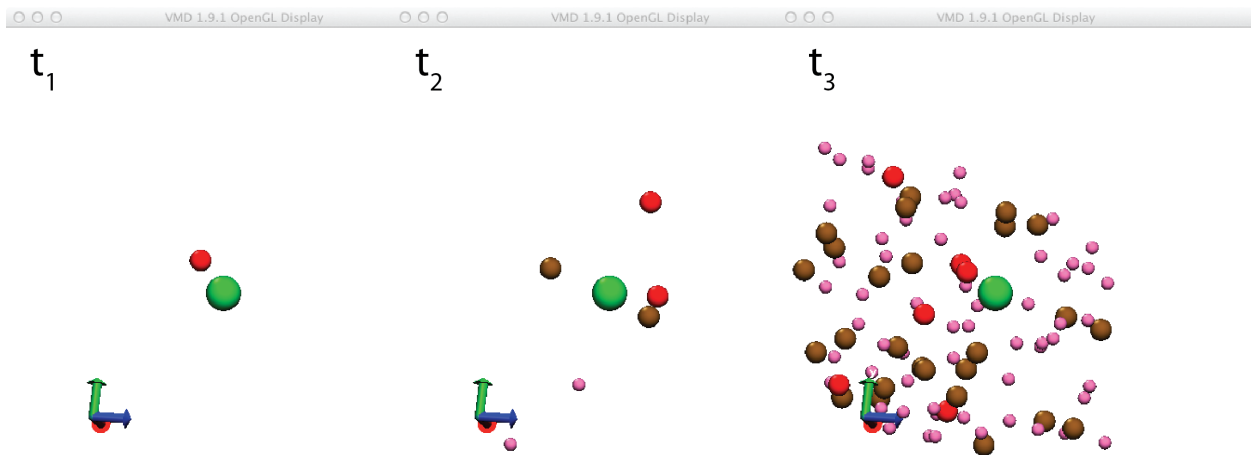 VMD 1.9.1 OpenGL Display
VMD 1.9.1 OpenGL Display
VMD 1.9.1 OpenGL Display
t1
t2
t3
y